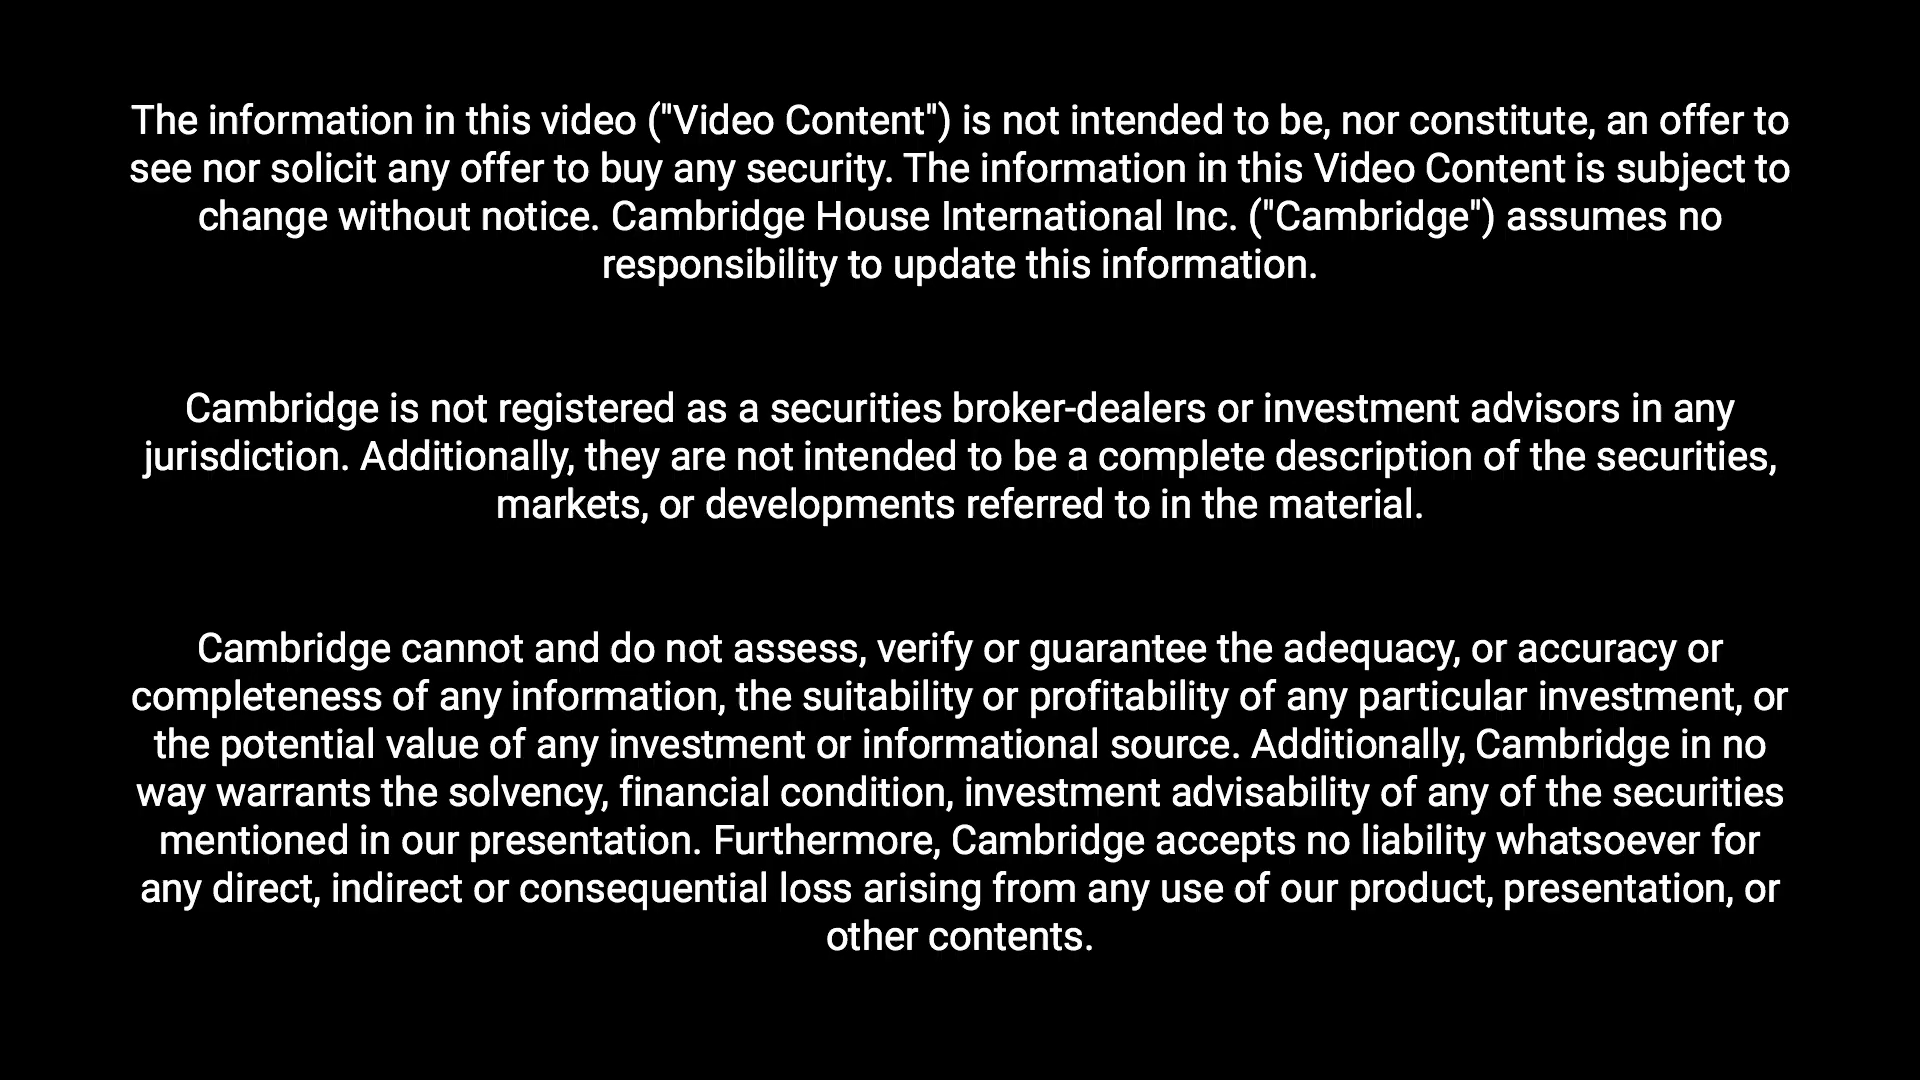 The information in this video ("Video Content") is not intended to be, nor constitute, an offer to
see nor solicit any offer to buy any security. The information in this Video Content is subject to
change without notice. Cambridge House International Inc. ("Cambridge") assumes no
responsibility to update this information.
Cambridge is not registered as a securities broker-dealers or investment advisors in any
jurisdiction. Additionally, they are not intended to be a complete description of the securities,
markets, or developments referred to in the material.
Cambridge cannot and do not assess, verify or guarantee the adequacy, or accuracy or
completeness of any information, the suitability or profitability of any particular investment, or
the potential value of any investment or informational source. Additionally, Cambridge in no
way warrants the solvency, financial condition, investment advisability of any of the securities
mentioned in our presentation. Furthermore, Cambridge accepts no liability whatsoever for
any direct, indirect or consequential loss arising from any use of our product, presentation, or
other contents.